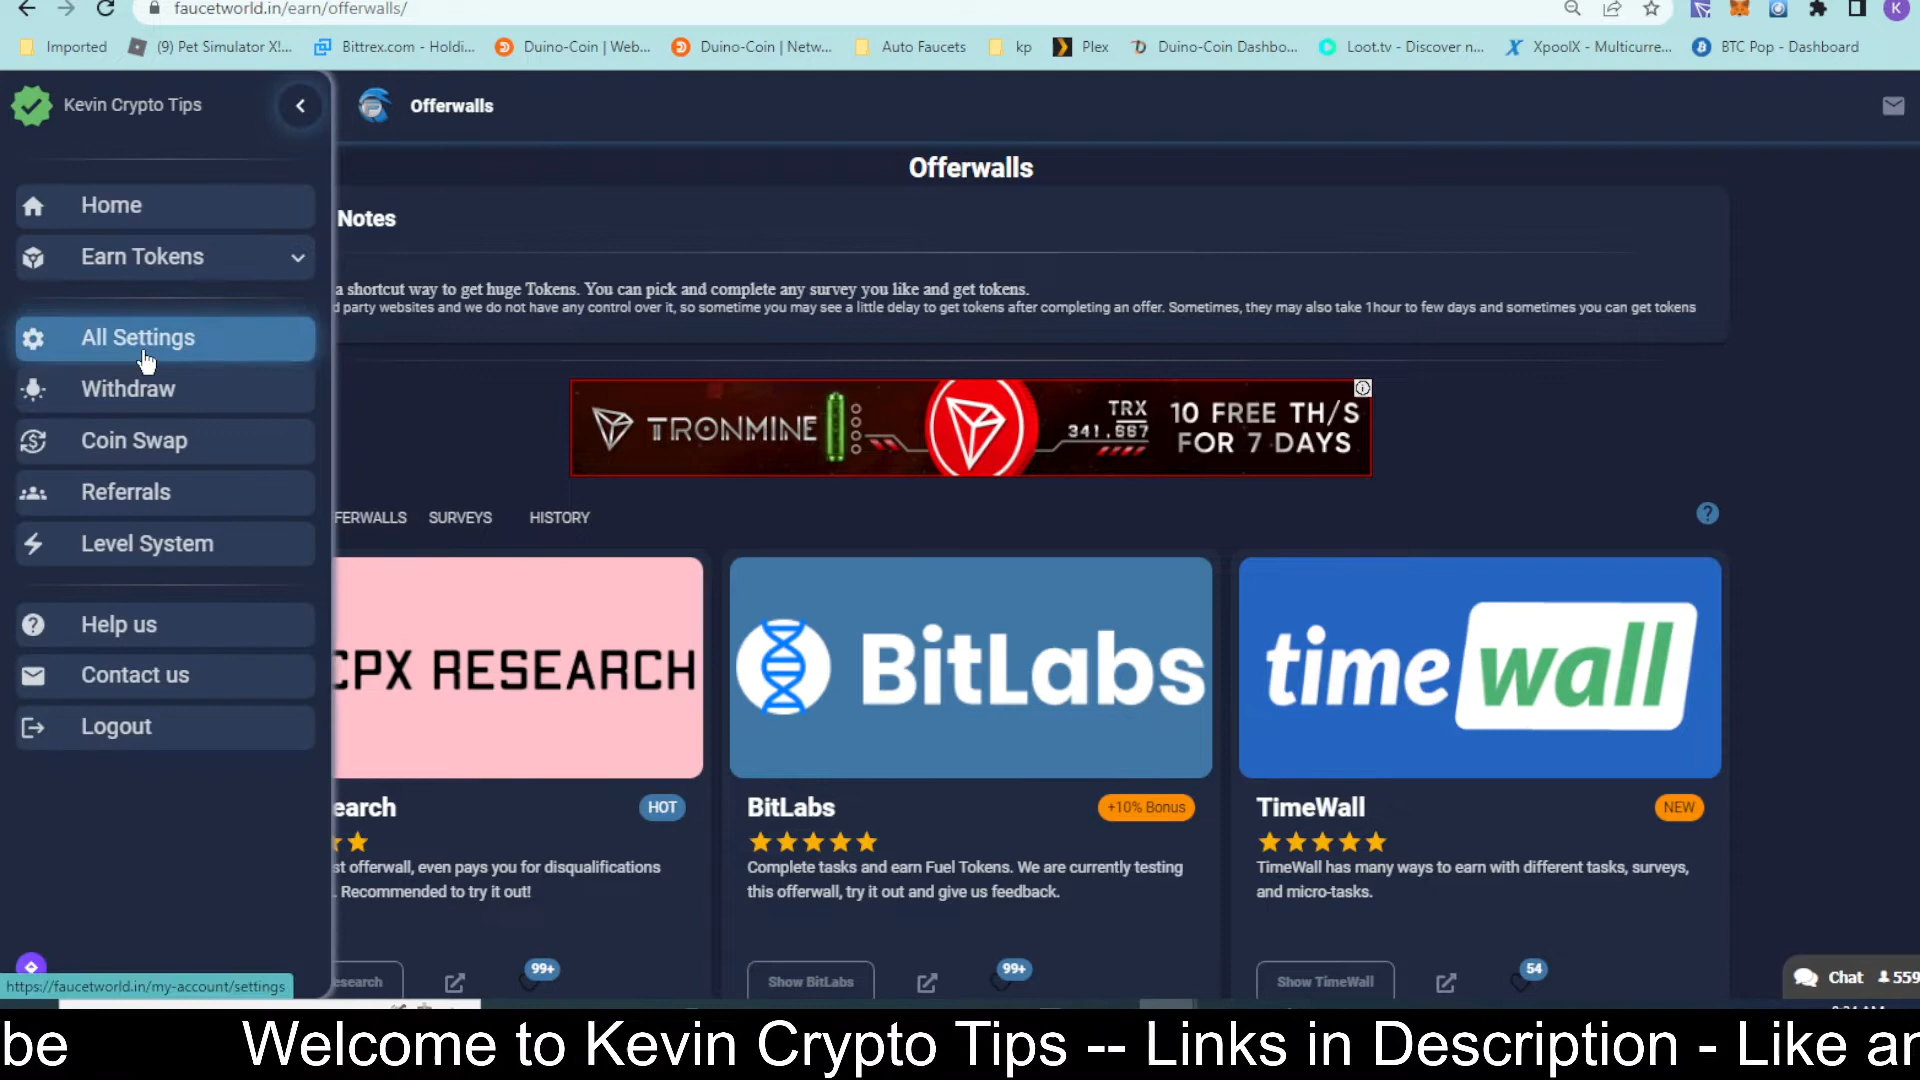 faucetworld.in/earn/offerwalls/
K
Imported
(9) Pet Simulator X!...
Bittrex.com - Holdi...
Duino-Coin | Web...
Duino-Coin | Netw...
Auto Faucets
kp
Plex
Duino-Coin Dashbo...
Loot.tv - Discover n...
XpoolX - Multicurre...
BTC Pop - Dashboard
Kevin Crypto Tips
Offerwalls
Home
Earn Tokens
All Settings
Withdraw
Coin Swap
Referrals
Level System
Help us
Contact us
Logout
https://faucetworld.in/my-account/settings
Offerwalls
Notes
a shortcut way to get huge Tokens. You can pick and complete any survey you like and get tokens.
d party websites and we do not have any control over it, so sometime you may see a little delay to get tokens after completing an offer. Sometimes, they may also take 1hour to few days and sometimes you can get tokens
TRONMINE
TRX
341,667
10 FREE TH/S
FOR 7 DAYS
FERWALLS
SURVEYS
HISTORY
CPX RESEARCH
earch
HOT
st offerwall, even pays you for disqualifications
. Recommended to try it out!
esearch
99+
BitLabs
BitLabs
+10% Bonus
Complete tasks and earn Fuel Tokens. We are currently testing
this offerwall, try it out and give us feedback.
Show BitLabs
99+
timewall
TimeWall
NEW
TimeWall has many ways to earn with different tasks, surveys,
and micro-tasks.
Show TimeWall
54
Chat
559
be Welcome to Kevin Crypto Tips -- Links in Description - Like an